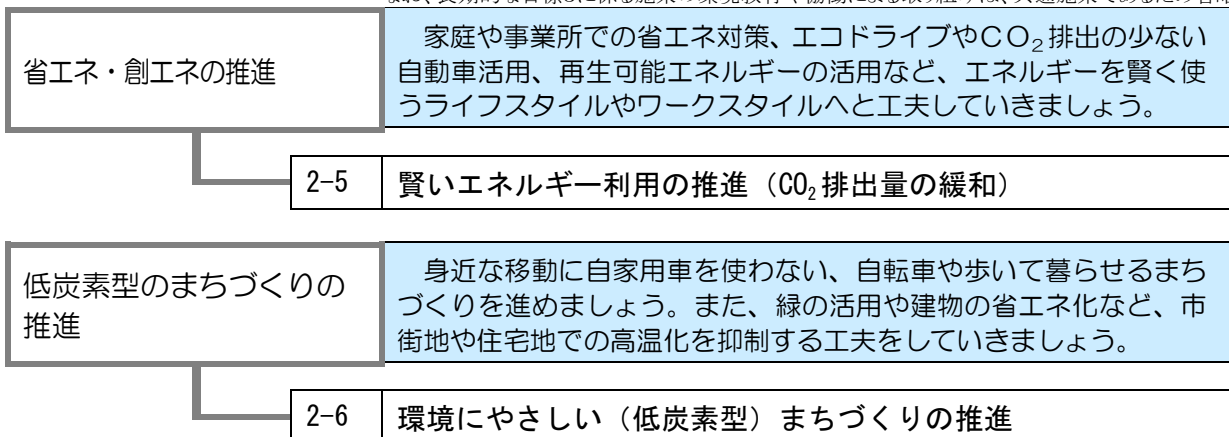 省エネ・創エネの推進
家庭や事業所での省エネ対策、エコドライブやCO₂排出の少ない
自動車活用、再生可能エネルギーの活用など、エネルギーを賢く使
うライフスタイルやワークスタイルへと工夫していきましょう。
2-5 賢いエネルギー利用の推進（CO₂排出量の緩和）
低炭素型のまちづくりの
推進
身近な移動に自家用車を使わない、自転車や歩いて暮らせるまち
づくりを進めましょう。また、緑の活用や建物の省エネ化など、市
街地や住宅地での高温化を抑制する工夫をしていきましょう。
2-6 環境にやさしい（低炭素型）まちづくりの推進